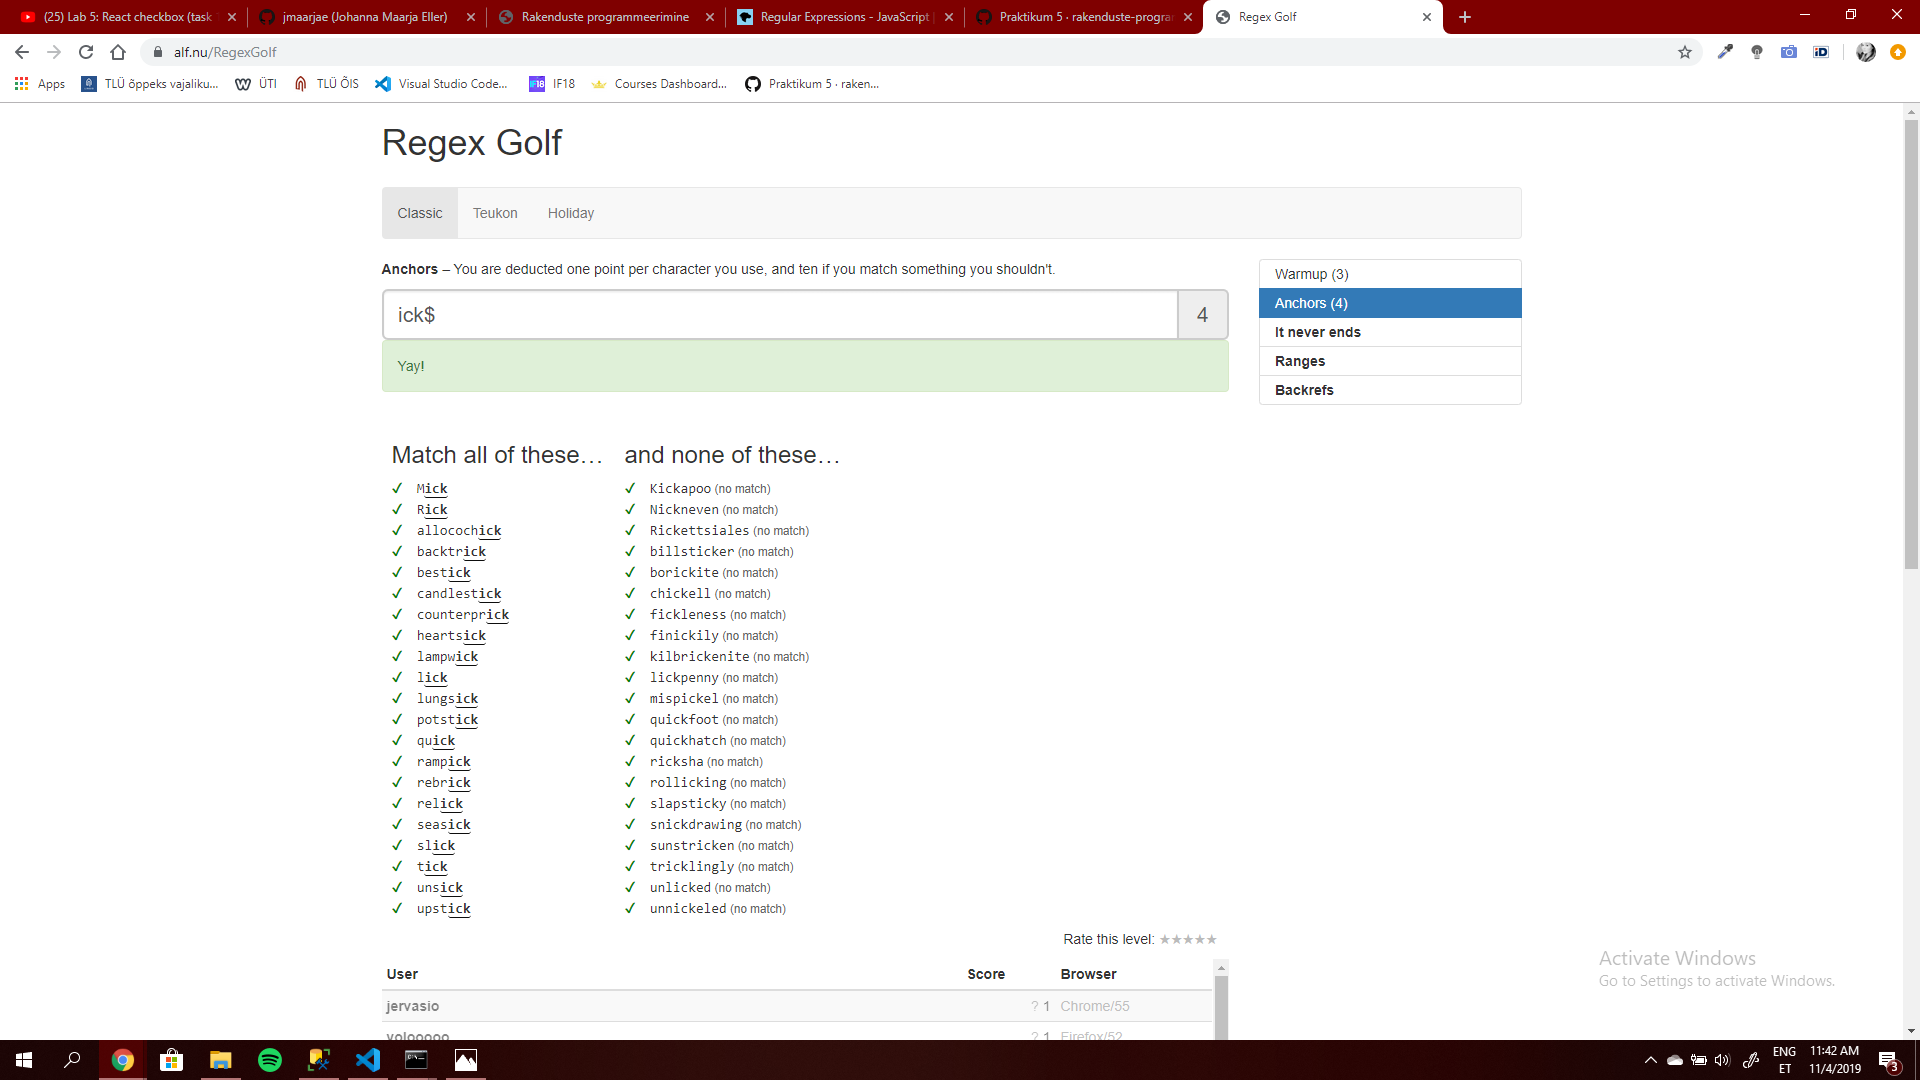 (25) Lab 5: React checkbox (task
jmaarjae (Johanna Maarja Eller)
Rakenduste programmeerimine
Regular Expressions - JavaScript |
Praktikum 5 · rakenduste-progra
Regex Golf
alf.nu/RegexGolf
Apps
TLÜ õppeks vajaliku...
ÜTI
TLÜ ÕIS
Visual Studio Code...
IF18
Courses Dashboard...
Praktikum 5 · raken...
Regex Golf
Classic
Teukon
Holiday
Anchors – You are deducted one point per character you use, and ten if you match something you shouldn't.
ick$
4
Yay!
Warmup (3)
Anchors (4)
It never ends
Ranges
Backrefs
Match all of these…
and none of these…
✓ Mick
✓ Kickapoo (no match)
✓ Rick
✓ Nickneven (no match)
✓ allocochick
✓ Rickettsiales (no match)
✓ backtrick
✓ billsticker (no match)
✓ bestick
✓ borickite (no match)
✓ candlestick
✓ chickell (no match)
✓ counterprick
✓ fickleness (no match)
✓ heartsick
✓ finickily (no match)
✓ lampwick
✓ kilbrickenite (no match)
✓ lick
✓ lickpenny (no match)
✓ lungsick
✓ mispickel (no match)
✓ potstick
✓ quickfoot (no match)
✓ quick
✓ quickhatch (no match)
✓ rampick
✓ ricksha (no match)
✓ rebrick
✓ rollicking (no match)
✓ relick
✓ slapsticky (no match)
✓ seasick
✓ snickdrawing (no match)
✓ slick
✓ sunstricken (no match)
✓ tick
✓ tricklingly (no match)
✓ unsick
✓ unlicked (no match)
✓ upstick
✓ unnickeled (no match)
Rate this level: ★★★★★
User Score Browser
jervasio ? 1 Chrome/55
volooooo ? 1 Firefox/52
Activate Windows
Go to Settings to activate Windows.
ENG
ET
11:42 AM
11/4/2019
3